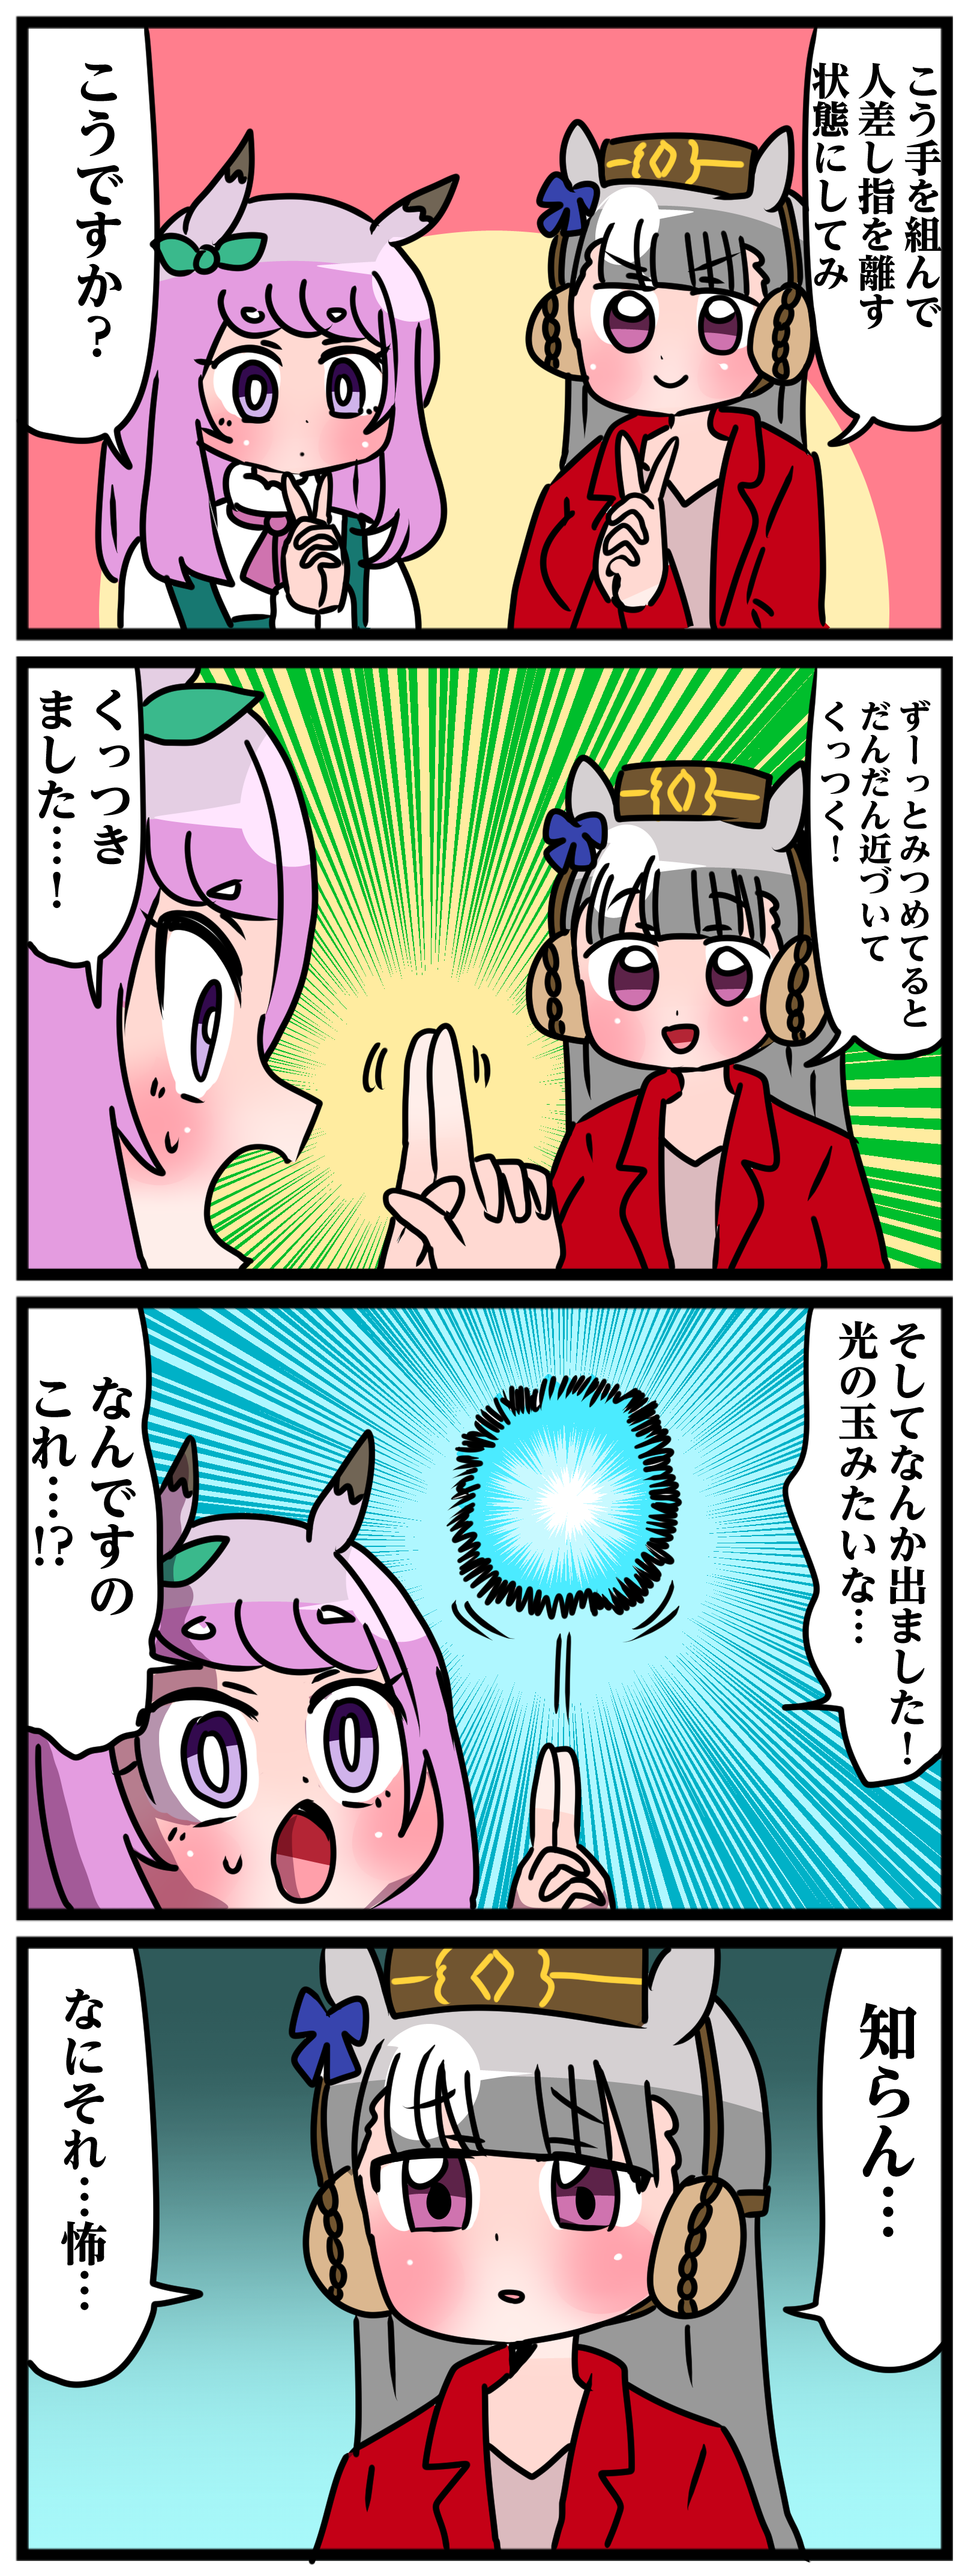 こう手を組んで
人差し指を離す
状態にしてみ
こうですか？
ずーっとみつめてると
だんだん近づいて
くっつく！
くっつき
ました……！
そしてなんか出ました！
光の玉みたいな…
なんですの
これ…⁉
知らん…
なにそれ…怖…